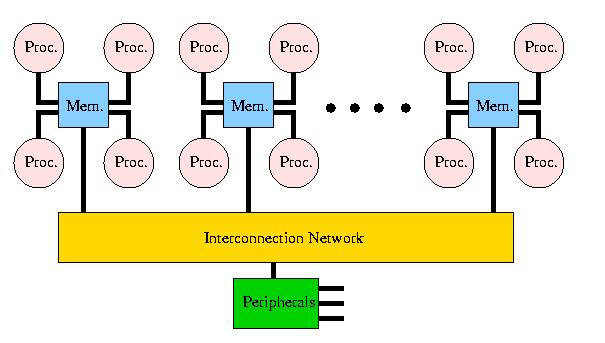 Proc. Proc. Proc. Proc. Proc. Proc.
Mem. Mem. Mem.
Proc. Proc. Proc. Proc. Proc. Proc.
Interconnection Network
Peripherals